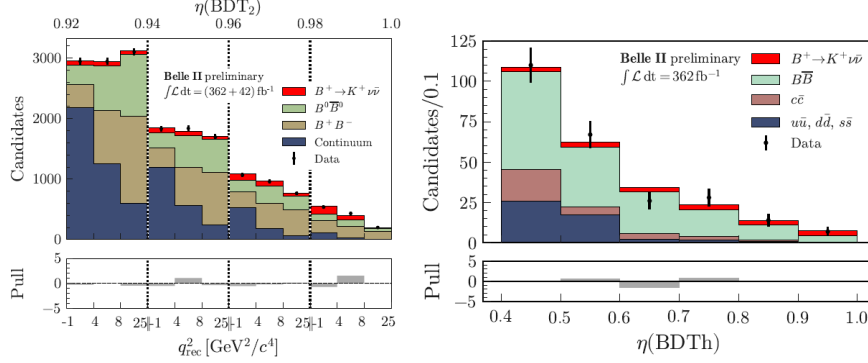 η(BDT₂)
0.92 0.94 0.96 0.98 1.0
Candidates
3000
2000
1000
0
Belle II preliminary
∫ℒ dt = (362 + 42) fb⁻¹
B⁺→K⁺νν̄
B⁰B̄⁰
B⁺B⁻
Continuum
Data
Pull
5
0
−5
-1 4 8 25 -1 4 8 25 -1 4 8 25 -1 4 8 25
q²rec [GeV²/c⁴]
Candidates/0.1
125
100
75
50
25
0
Belle II preliminary
∫ℒ dt = 362 fb⁻¹
B⁺→K⁺νν̄
BB̄
cc̄
uū, dd̄, ss̄
Data
Pull
5
0
−5
0.4 0.5 0.6 0.7 0.8 0.9 1.0
η(BDTh)